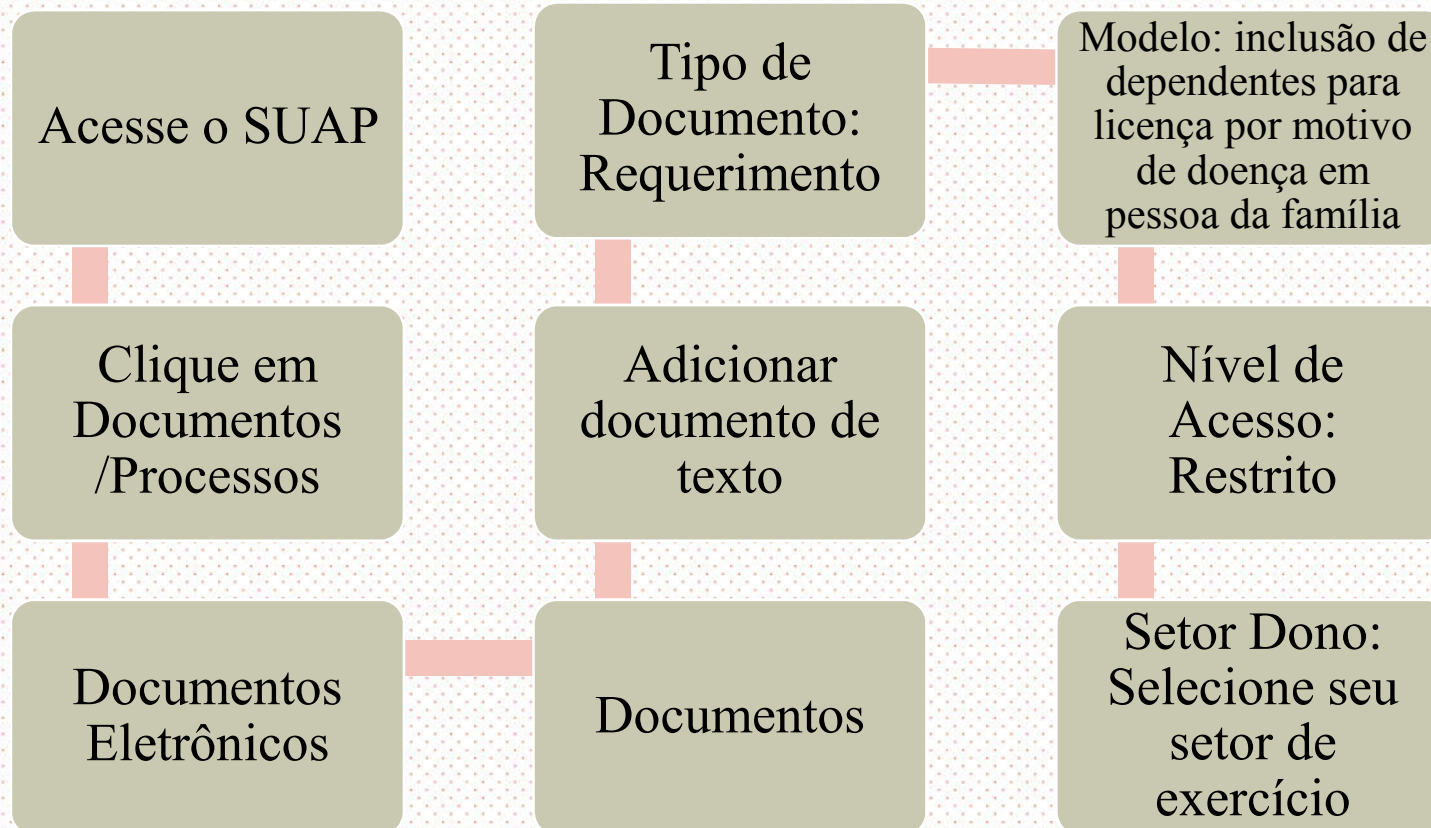 Acesse o SUAP
Clique em
Documentos
/Processos
Documentos
Eletrônicos
Documentos
Adicionar
documento de
texto
Tipo de
Documento:
Requerimento
Modelo: inclusão de
dependentes para
licença por motivo
de doença em
pessoa da família
Nível de
Acesso:
Restrito
Setor Dono:
Selecione seu
setor de
exercício